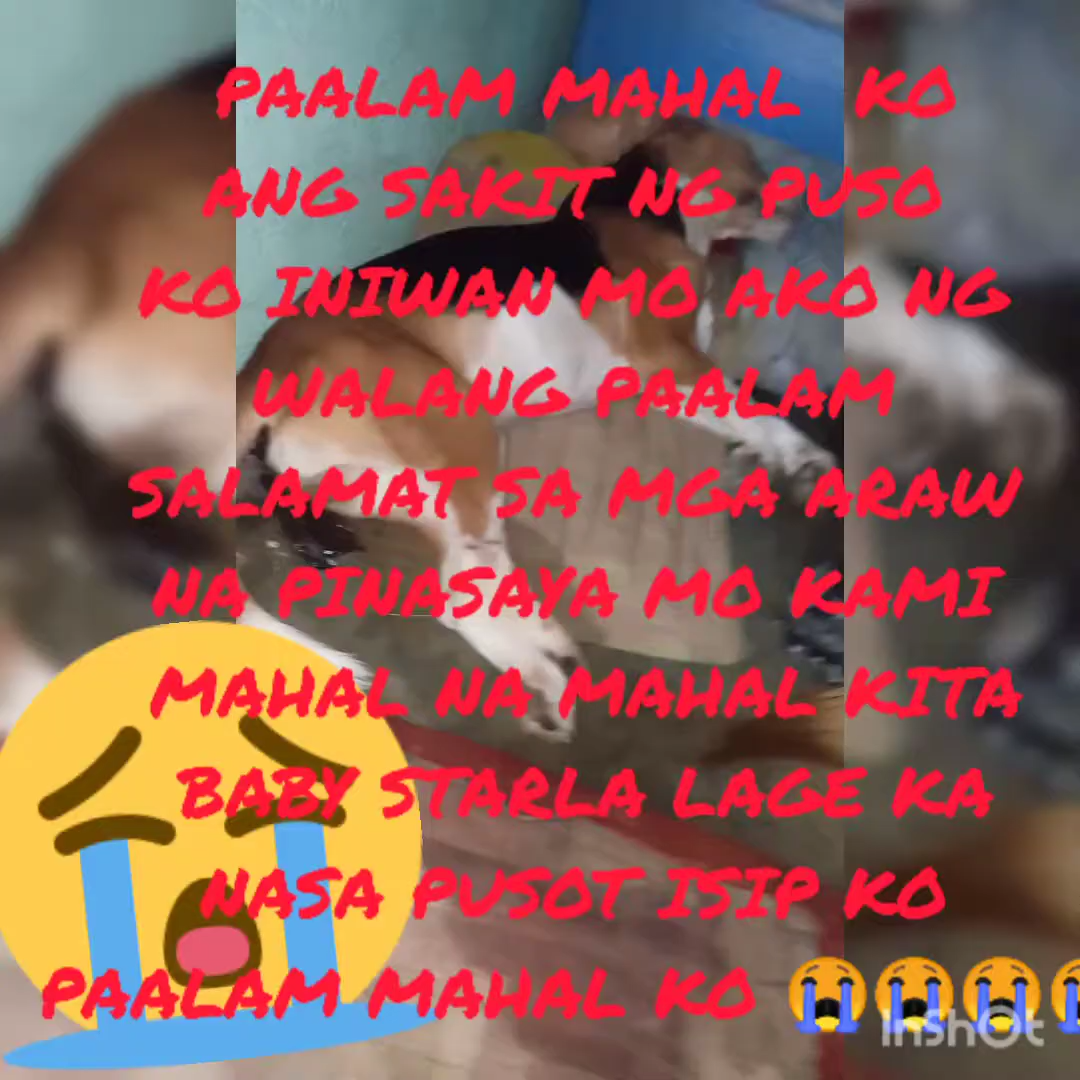 PAALAM MAHAL KO
ANG SAKIT NG PUSO
KO INIWAN MO AKO NG
WALANG PAALAM
SALAMAT SA MGA ARAW
NA PINASAYA MO KAMI
MAHAL NA MAHAL KITA
BABY STARLA LAGE KA
NASA PUSOT ISIP KO
PAALAM MAHAL KO 😭😭😭😭
InShOt